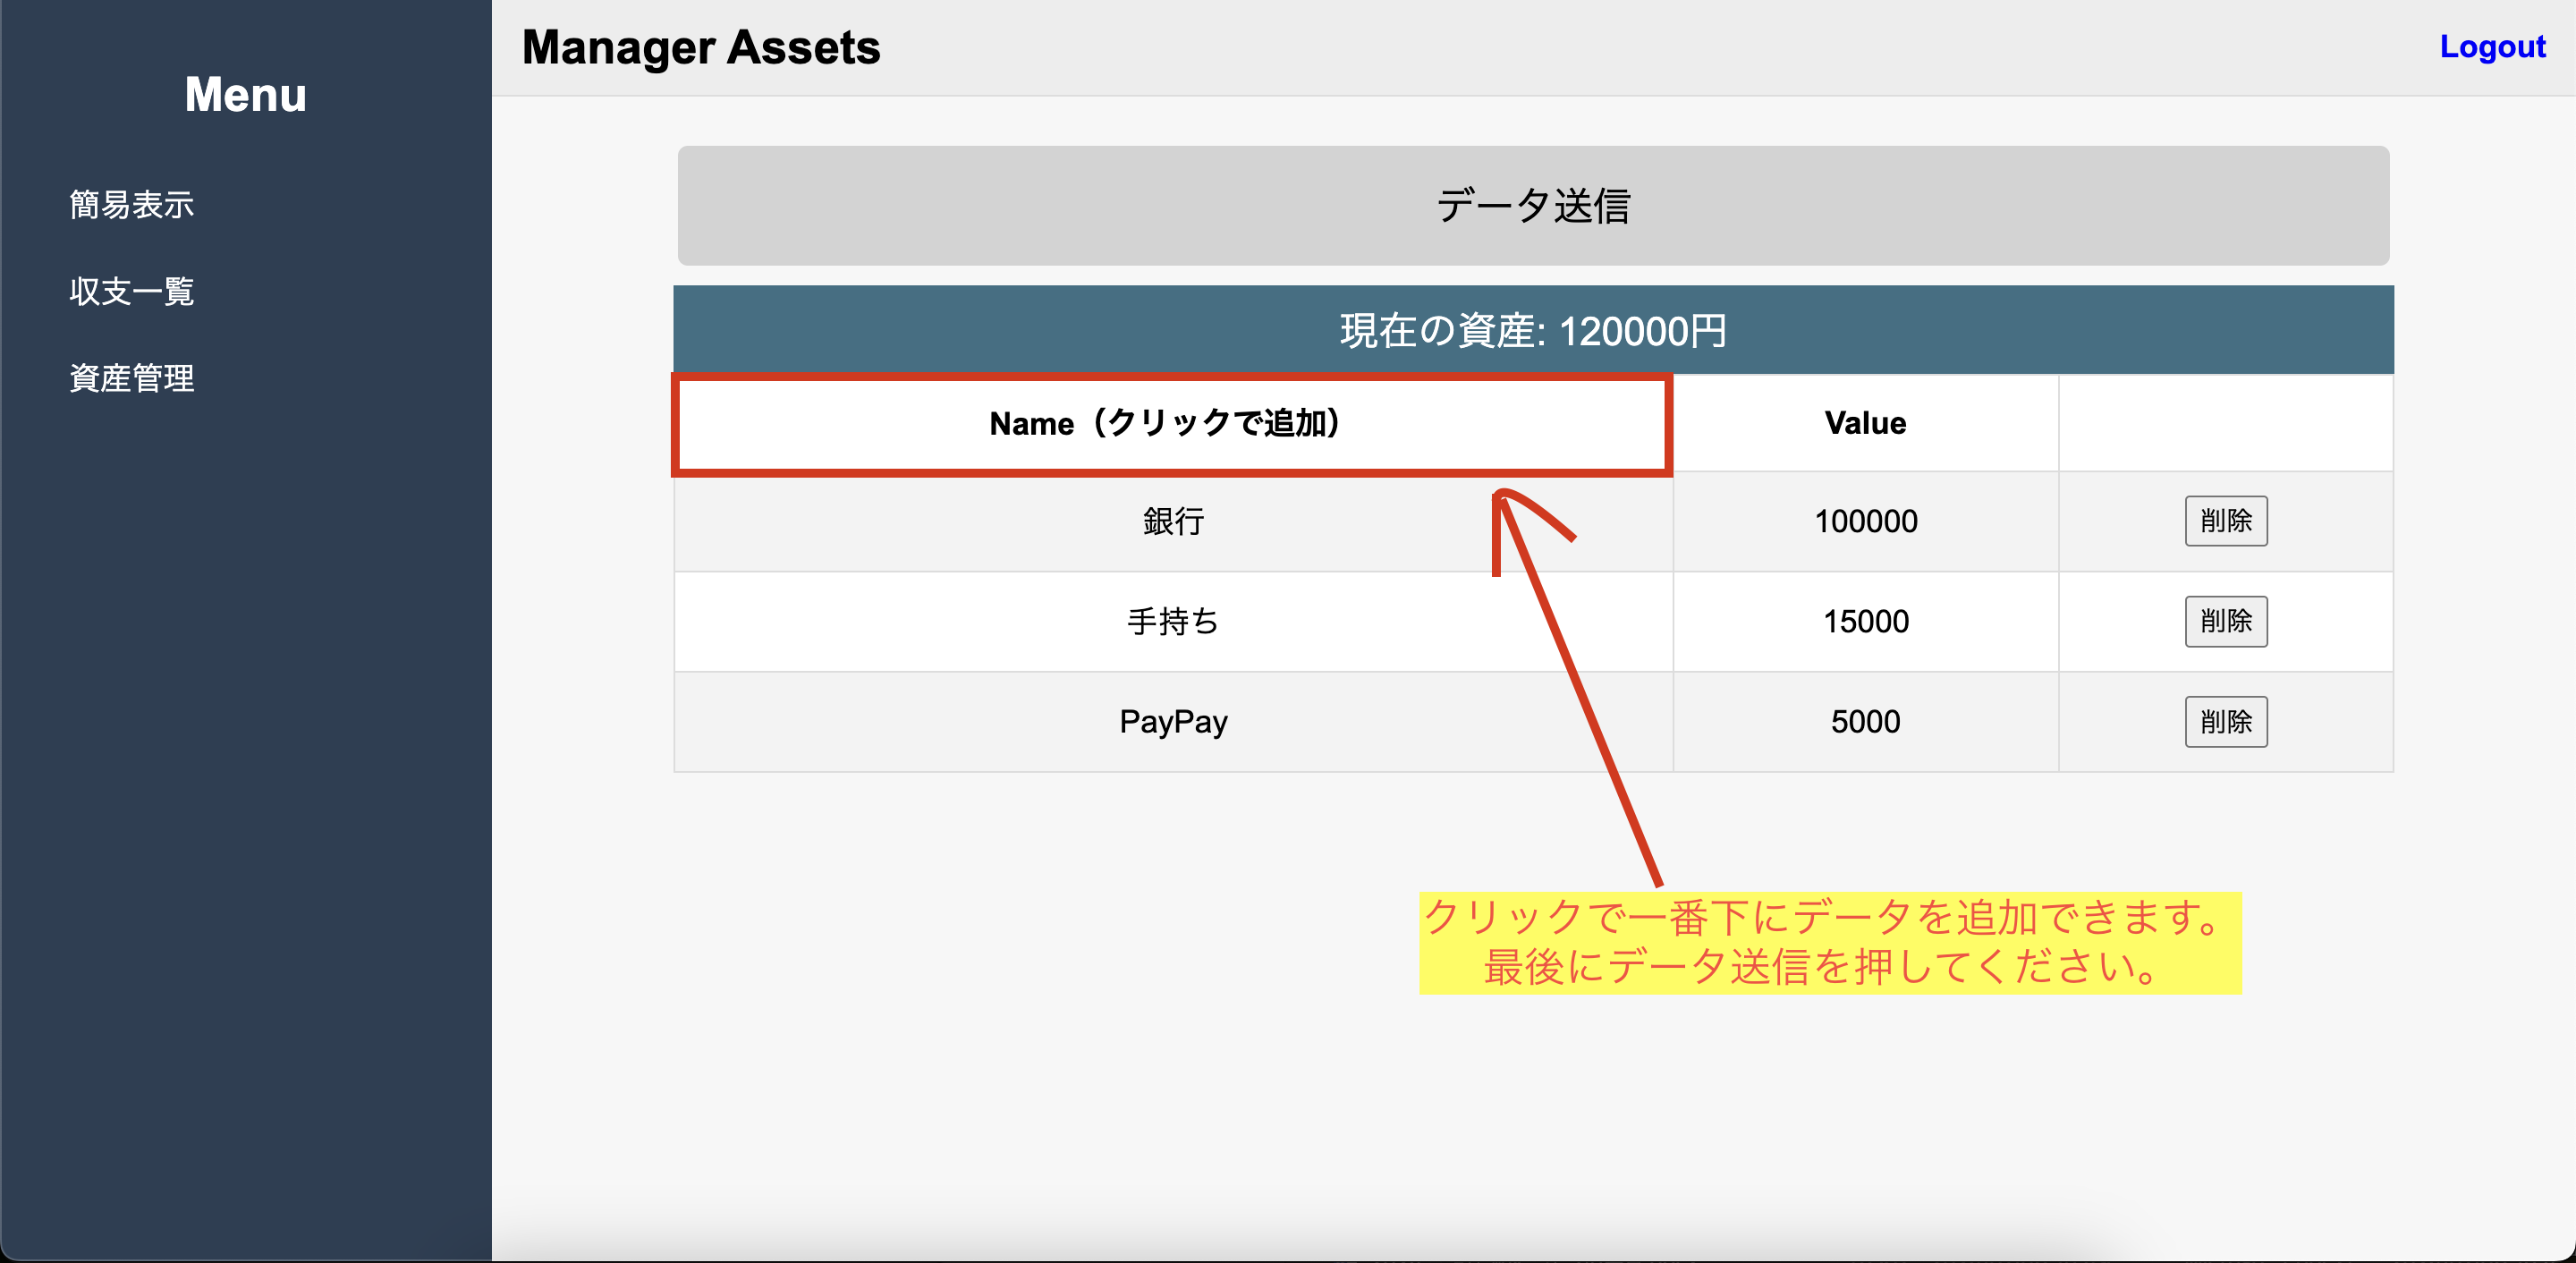 Menu
簡易表示
収支一覧
資産管理
Manager Assets
Logout
データ送信
現在の資産: 120000円
Name（クリックで追加）
Value
銀行
100000
削除
手持ち
15000
削除
PayPay
5000
削除
クリックで一番下にデータを追加できます。
最後にデータ送信を押してください。